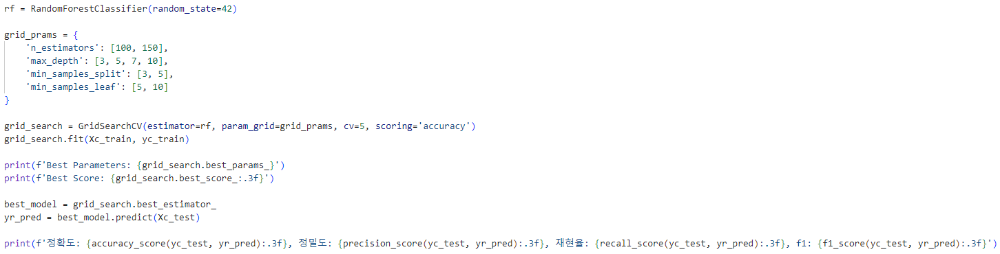 rf = RandomForestClassifier(random_state=42)
grid_prams = {
'n_estimators': [100, 150],
'max_depth': [3, 5, 7, 10],
'min_samples_split': [3, 5],
'min_samples_leaf': [5, 10]
}
grid_search = GridSearchCV(estimator=rf, param_grid=grid_prams, cv=5, scoring='accuracy')
grid_search.fit(Xc_train, yc_train)
print(f'Best Parameters: {grid_search.best_params_}')
print(f'Best Score: {grid_search.best_score_:.3f}')
best_model = grid_search.best_estimator_
yr_pred = best_model.predict(Xc_test)
print(f'정확도: {accuracy_score(yc_test, yr_pred):.3f}, 정밀도: {precision_score(yc_test, yr_pred):.3f}, 재현율: {recall_score(yc_test, yr_pred):.3f}, f1: {f1_score(yc_test, yr_pred):.3f}')